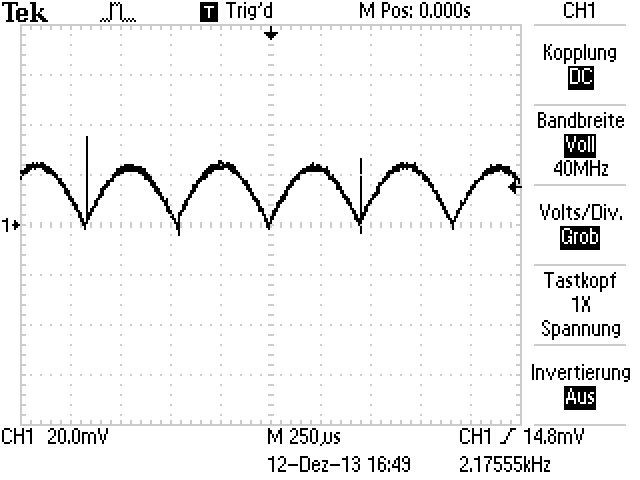 Tek T Trig'd M Pos: 0.000s CH1
Kopplung
DC
Bandbreite
Voll
40MHz
Volts/Div.
Grob
Tastkopf
1X
Spannung
Invertierung
Aus
1
CH1 20.0mV M 250µs CH1 14.8mV
12-Dez-13 16:49 2.17555kHz